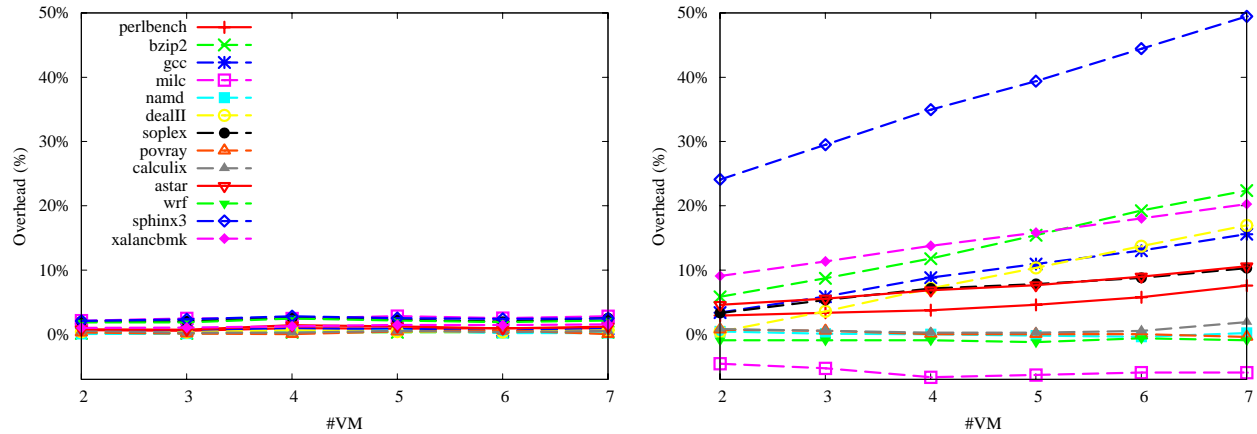 50%
40%
30%
20%
10%
0%
Overhead (%)
perlbench
bzip2
gcc
milc
namd
dealII
soplex
povray
calculix
astar
wrf
sphinx3
xalancbmk
2 3 4 5 6 7
#VM
50%
40%
30%
20%
10%
0%
Overhead (%)
2 3 4 5 6 7
#VM